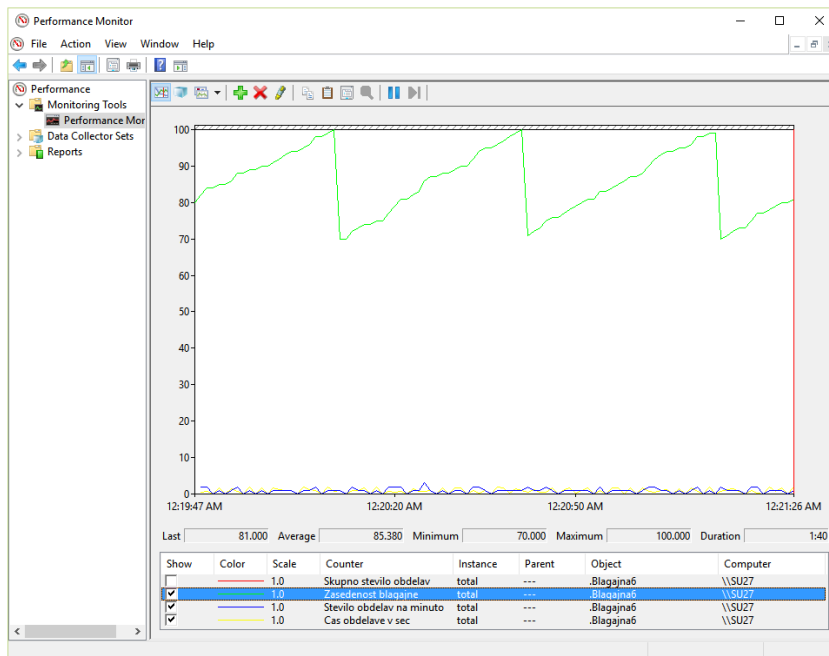 Performance Monitor
File Action View Window Help
Performance
Monitoring Tools
Performance Mor
Data Collector Sets
Reports
100
90
80
70
60
50
40
30
20
10
0
12:19:47 AM 12:20:20 AM 12:20:50 AM 12:21:26 AM
Last 81.000 Average 85.380 Minimum 70.000 Maximum 100.000 Duration 1:40
Show Color Scale Counter Instance Parent Object Computer
1.0 Skupno stevilo obdelav total --- .Blagajna6 \\SU27
1.0 Zasedenost blagajne total --- .Blagajna6 \\SU27
1.0 Stevilo obdelav na minuto total --- .Blagajna6 \\SU27
1.0 Cas obdelave v sec total --- .Blagajna6 \\SU27